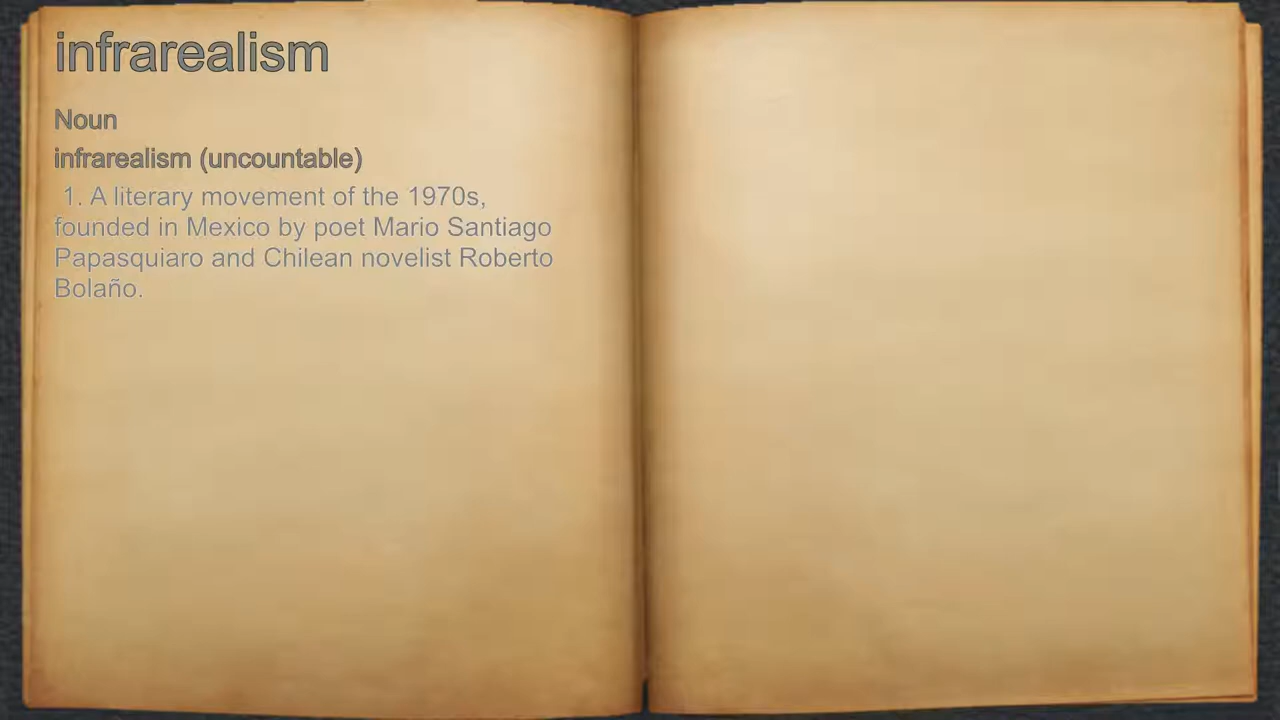 infrarealism
Noun
infrarealism (uncountable)
1. A literary movement of the 1970s,
founded in Mexico by poet Mario Santiago
Papasquiaro and Chilean novelist Roberto
Bolaño.